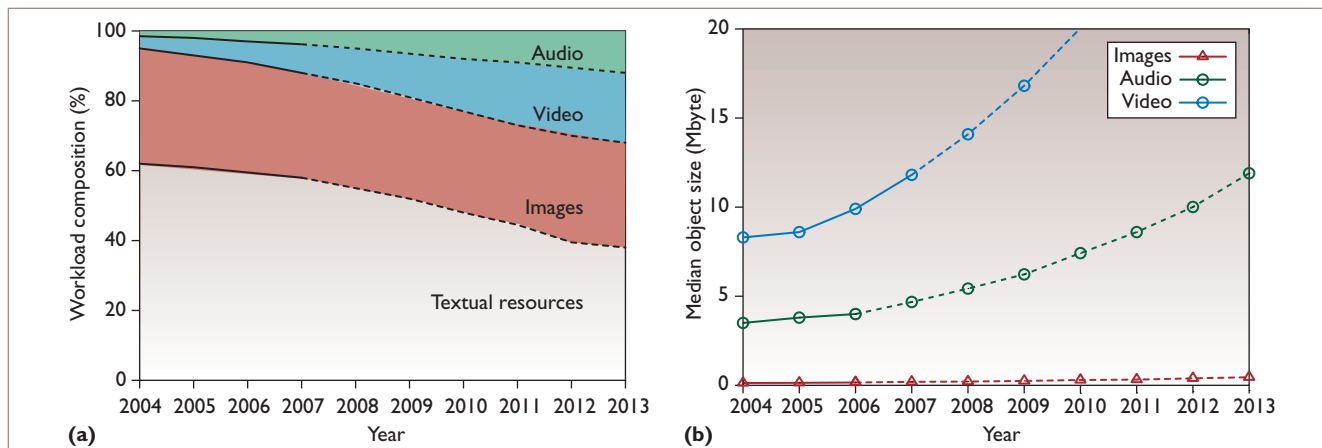 100
80
60
40
20
0
Workload composition (%)
Audio
Video
Images
Textual resources
2004 2005 2006 2007 2008 2009 2010 2011 2012 2013
Year
(a)
20
15
10
5
0
Median object size (Mbyte)
Images
Audio
Video
2004 2005 2006 2007 2008 2009 2010 2011 2012 2013
Year
(b)